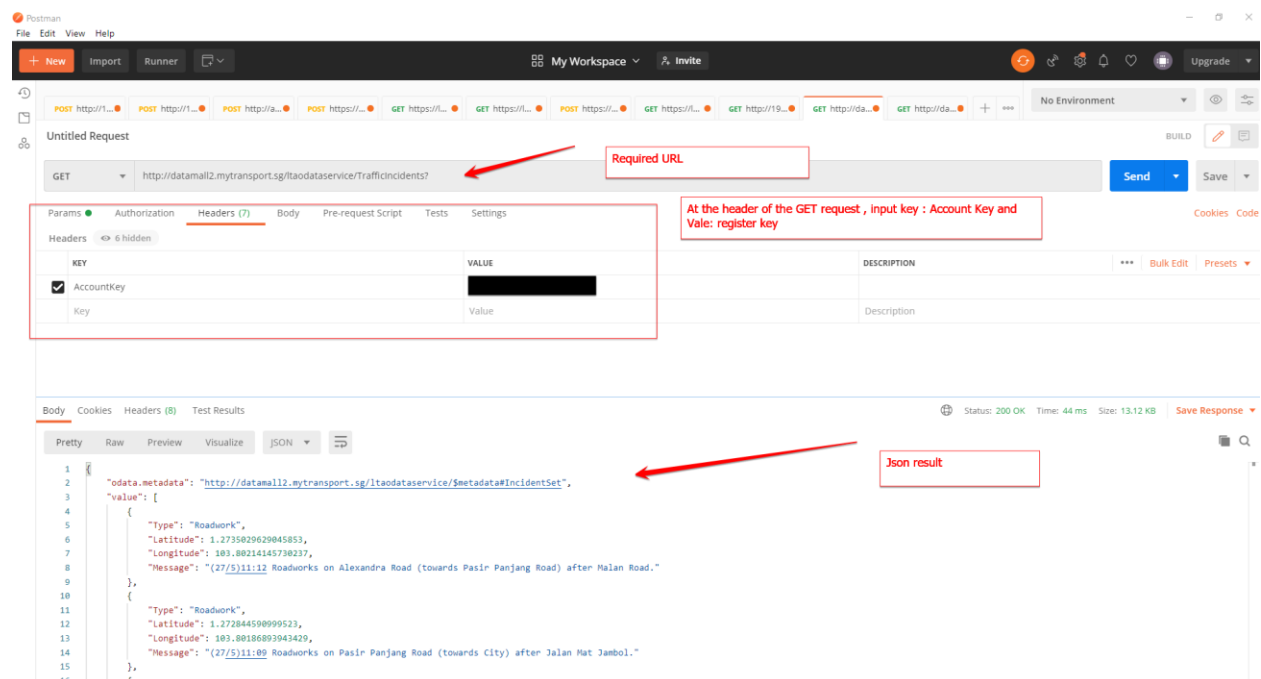 Postman
File Edit View Help
+ New Import Runner My Workspace Invite Upgrade
POST http://1... POST http://1... POST http://a... POST https://... GET https://l... GET https://l... POST https://... GET https://l... GET http://19... GET http://da... GET http://da... No Environment
Untitled Request BUILD
Required URL
GET http://datamall2.mytransport.sg/ltaodataservice/TrafficIncidents? Send Save
Params Authorization Headers (7) Body Pre-request Script Tests Settings Cookies Code
At the header of the GET request , input key : Account Key and
Vale: register key
Headers 6 hidden
KEY VALUE DESCRIPTION Bulk Edit Presets
AccountKey
Key Value Description
Body Cookies Headers (8) Test Results Status: 200 OK Time: 44 ms Size: 13.12 KB Save Response
Pretty Raw Preview Visualize JSON
Json result
1 {
2 "odata.metadata": "http://datamall2.mytransport.sg/ltaodataservice/$metadata#IncidentSet",
3 "value": [
4 {
5 "Type": "Roadwork",
6 "Latitude": 1.2735029629045853,
7 "Longitude": 103.80214145730237,
8 "Message": "(27/5)11:12 Roadworks on Alexandra Road (towards Pasir Panjang Road) after Malan Road."
9 },
10 {
11 "Type": "Roadwork",
12 "Latitude": 1.272844590999523,
13 "Longitude": 103.80186893943429,
14 "Message": "(27/5)11:09 Roadworks on Pasir Panjang Road (towards City) after Jalan Mat Jambol."
15 },